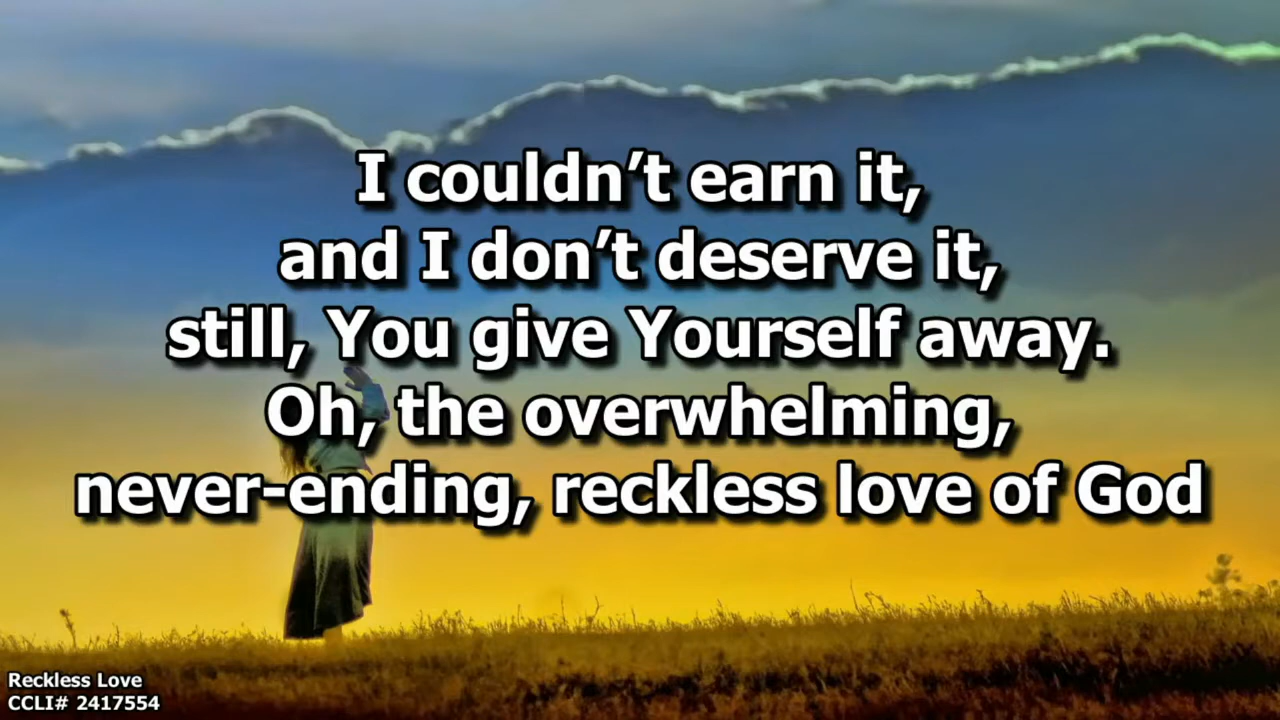 I couldn’t earn it,
and I don’t deserve it,
still, You give Yourself away.
Oh, the overwhelming,
never-ending, reckless love of God
Reckless Love
CCLI# 2417554